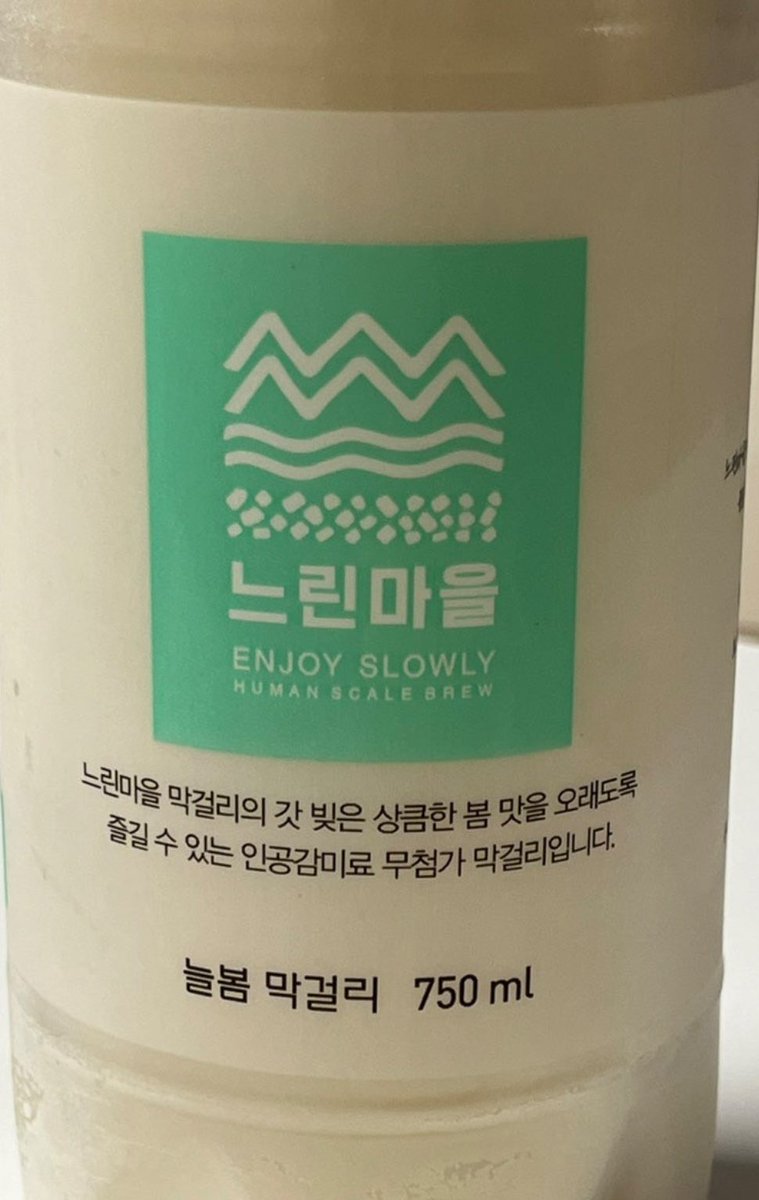 느린마을
ENJOY SLOWLY
HUMAN SCALE BREW
느린마을 막걸리의 갓 빚은 상큼한 봄 맛을 오래도록
즐길 수 있는 인공감미료 무첨가 막걸리입니다.
늘봄 막걸리 750 ml